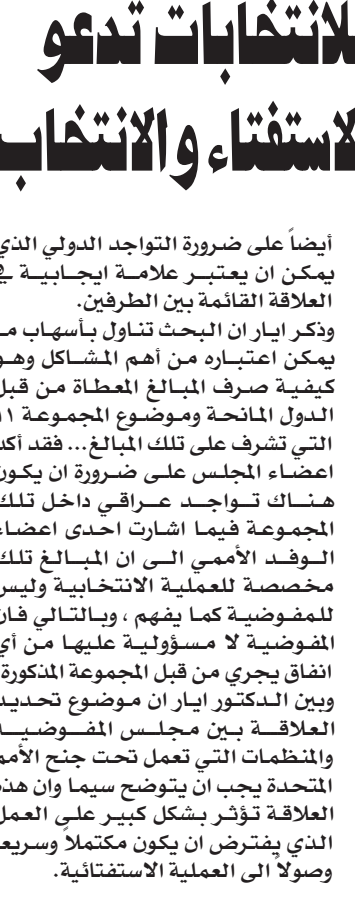 للانتخابات تدعو
لاستفتاء والانتخاب
أيضاً على ضرورة التواجد الدولي الذي
يمكن ان يعتبر علامة ايجابية في
العلاقة القائمة بين الطرفين.
وذكر ايار ان البحث تناول بأسهاب مـ
يمكن اعتباره من أهم المشاكل وهو
كيفية صرف المبالغ المعطاة من قبل
الدول المانحة وموضوع المجموعة ١١
التي تشرف على تلك المبالغ... فقد أكد
اعضاء المجلس على ضرورة ان يكون
هناك تواجد عراقي داخل تلك
المجموعة فيما اشارت احدى اعضاء
الوفد الأممي الى ان المبالغ تلك
مخصصة للعملية الانتخابية وليس
للمفوضية كما يفهم ، وبالتالي فان
المفوضية لا مسؤولية عليها من أي
انفاق يجري من قبل المجموعة المذكورة
وبين الدكتور ايار ان موضوع تحديد
العلاقة بين مجلس المفوضيـ
والمنظمات التي تعمل تحت جنح الأمم
المتحدة يجب ان يتوضح سيما وان هذه
العلاقة تؤثر بشكل كبير على العمل
الذي يفترض ان يكون مكتملاً وسريعـ
وصولاً الى العملية الاستفتائية.